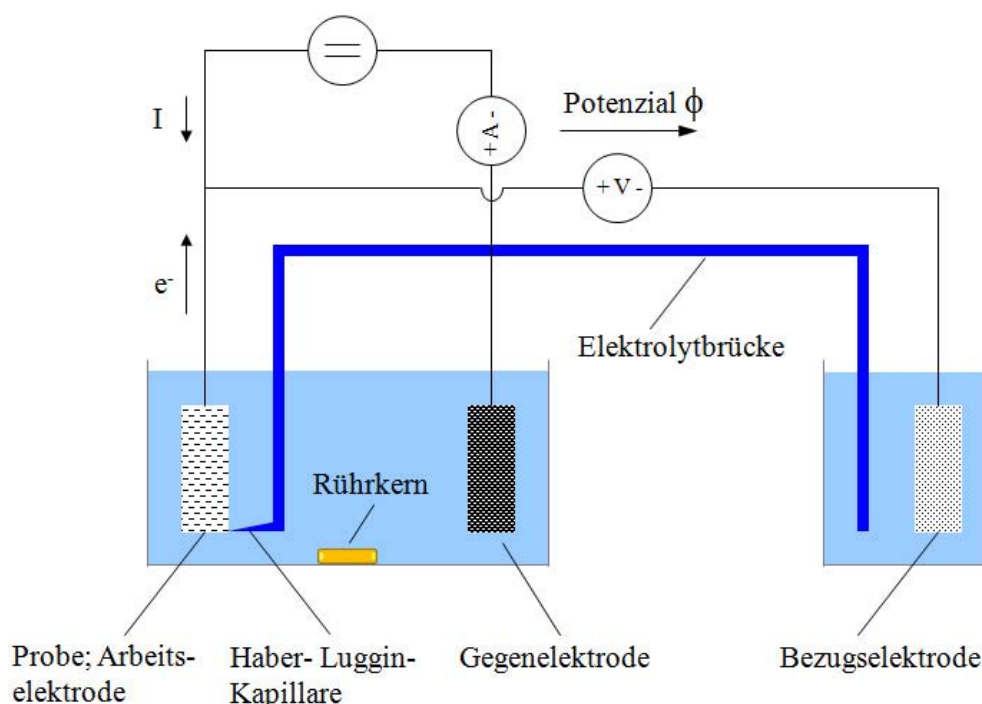 I
+ A -
Potenzial ϕ
+ V -
e-
Elektrolytbrücke
Rührkern
Probe; Arbeits-
elektrode
Haber- Luggin-
Kapillare
Gegenelektrode
Bezugselektrode